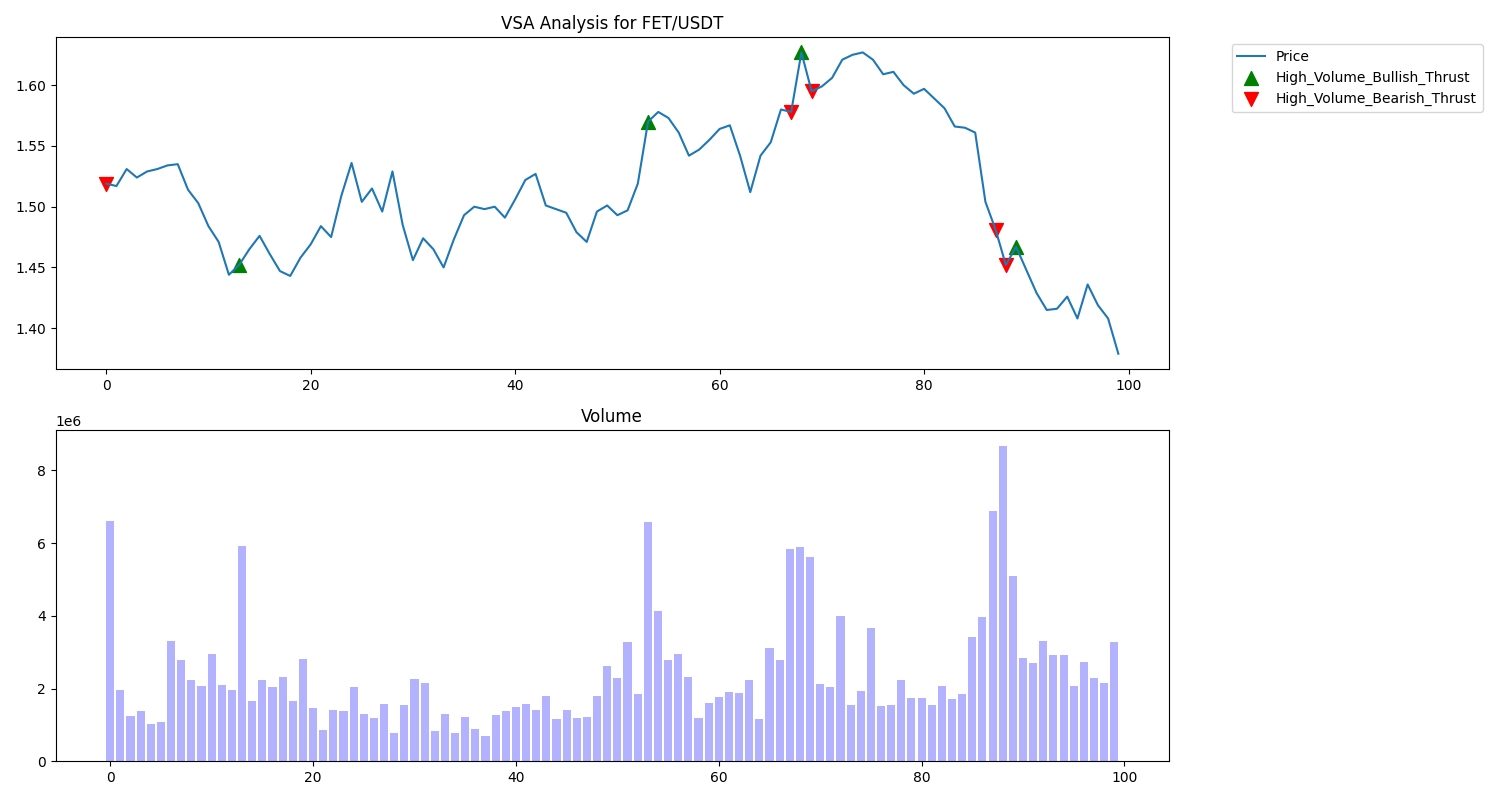 VSA Analysis for FET/USDT
1.60
1.55
1.50
1.45
1.40
0 20 40 60 80 100
Price
High_Volume_Bullish_Thrust
High_Volume_Bearish_Thrust
Volume
1e6
8
6
4
2
0
0 20 40 60 80 100